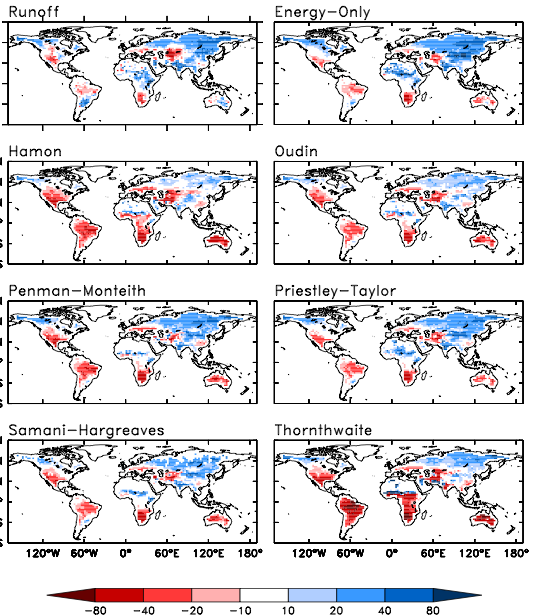 Runoff Energy-Only
Hamon Oudin
Penman-Monteith Priestley-Taylor
Samani-Hargreaves Thornthwaite
120°W 60°W 0° 60°E 120°E 180° 120°W 60°W 0° 60°E 120°E 180°
-80 -40 -20 -10 10 20 40 80